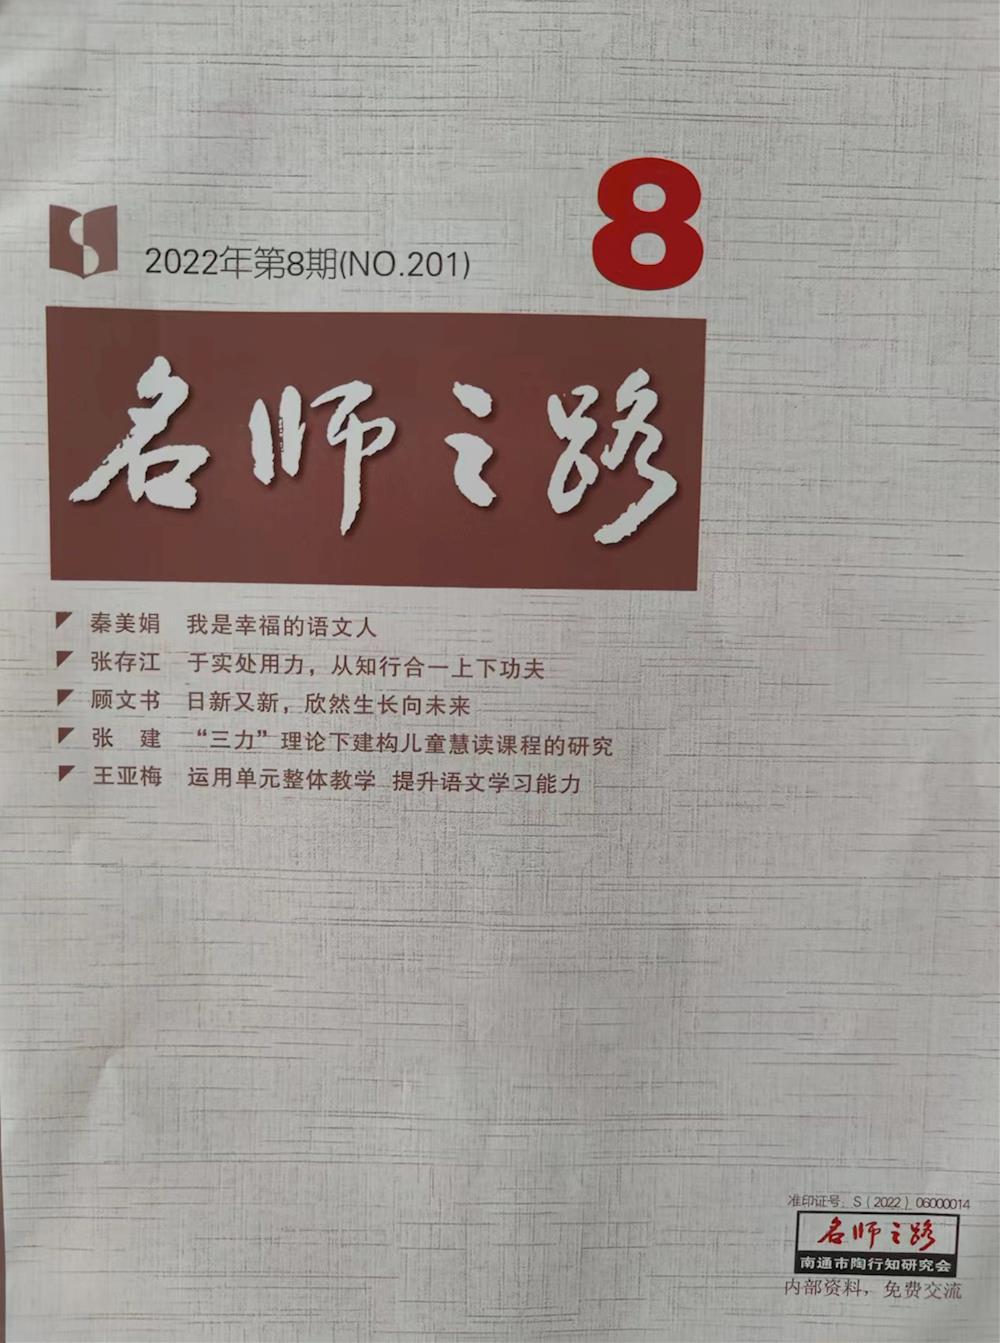 8
2022年第8期(NO.201)
名师之路
秦美娟 我是幸福的语文人
张存江 于实处用力，从知行合一上下功夫
顾文书 日新又新，欣然生长向未来
张 建 “三力”理论下建构儿童慧读课程的研究
王亚梅 运用单元整体教学 提升语文学习能力
准印证号：S（2022）06000014
名师之路
南通市陶行知研究会
内部资料，免费交流